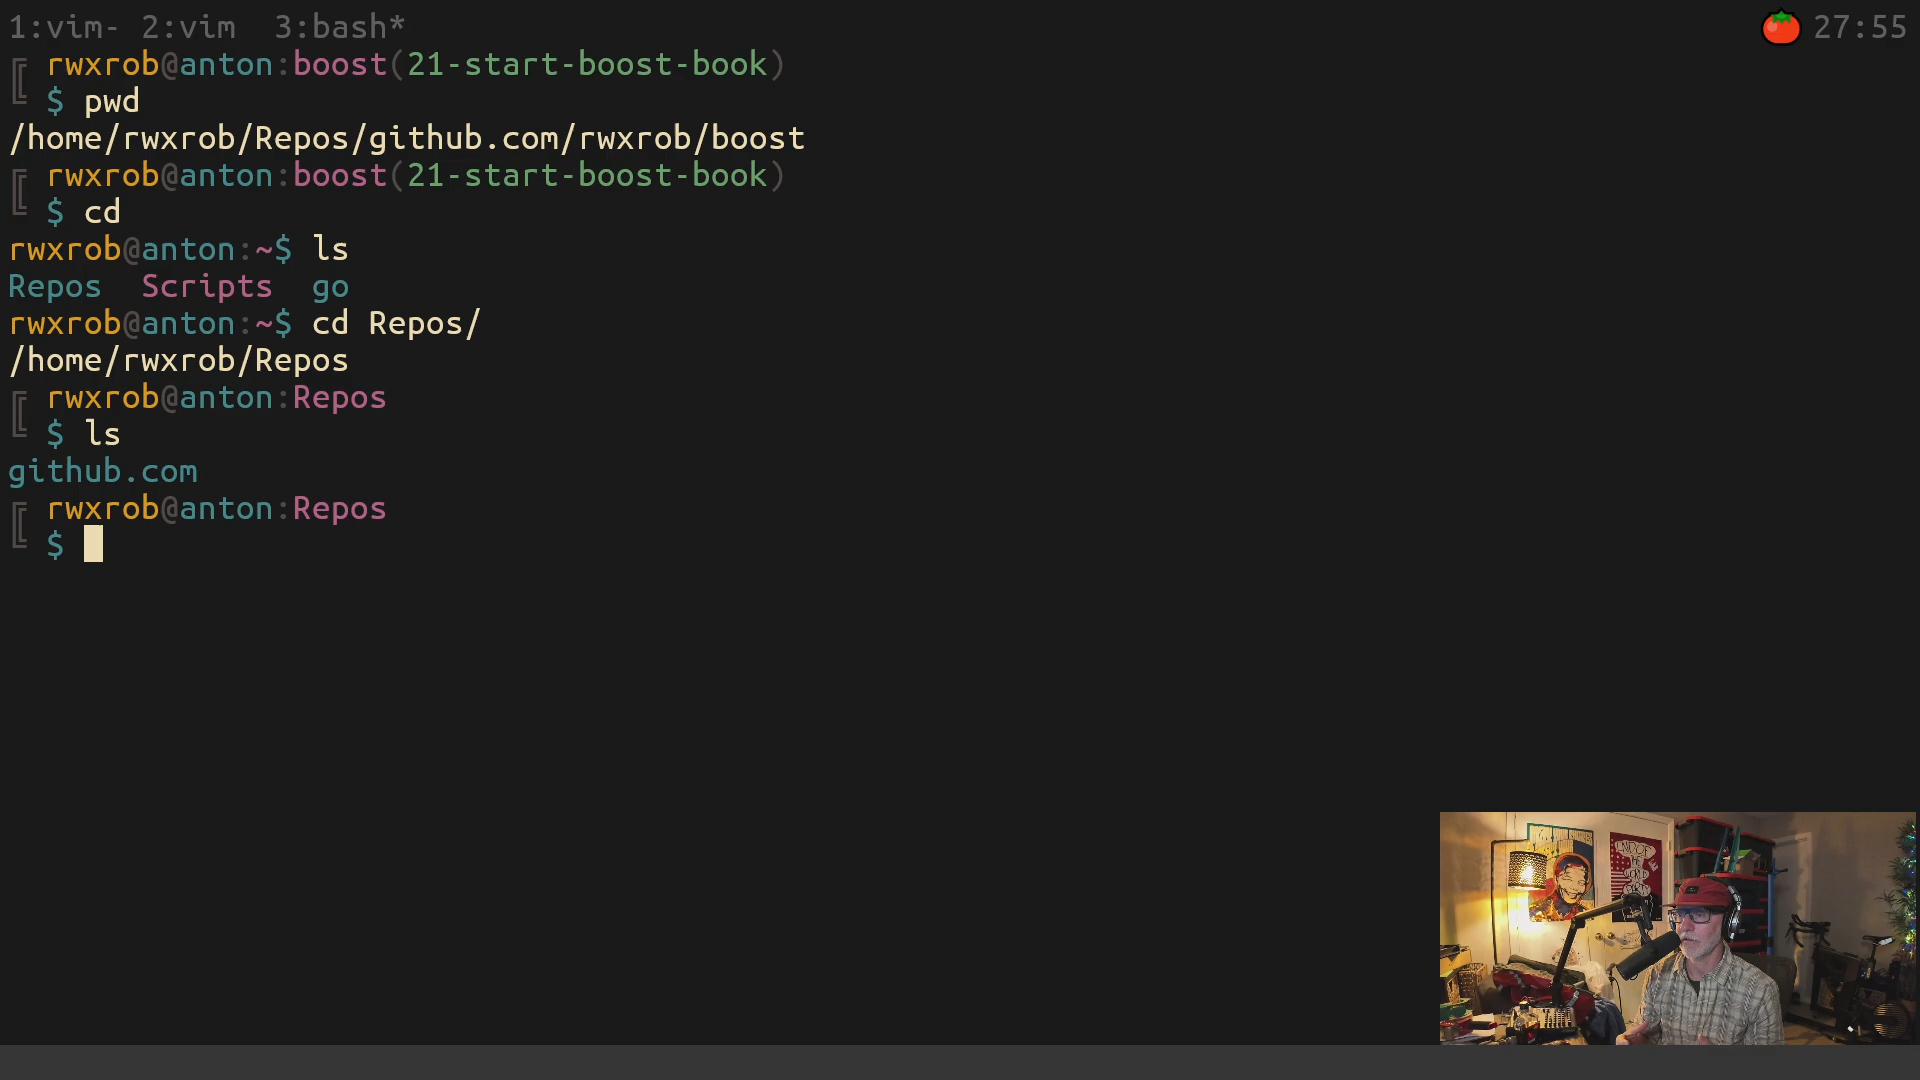 1:vim- 2:vim  3:bash* 🍅 27:55
rwxrob@anton:boost(21-start-boost-book)
$ pwd
/home/rwxrob/Repos/github.com/rwxrob/boost
rwxrob@anton:boost(21-start-boost-book)
$ cd
rwxrob@anton:~$ ls
Repos  Scripts  go
rwxrob@anton:~$ cd Repos/
/home/rwxrob/Repos
rwxrob@anton:Repos
$ ls
github.com
rwxrob@anton:Repos
$